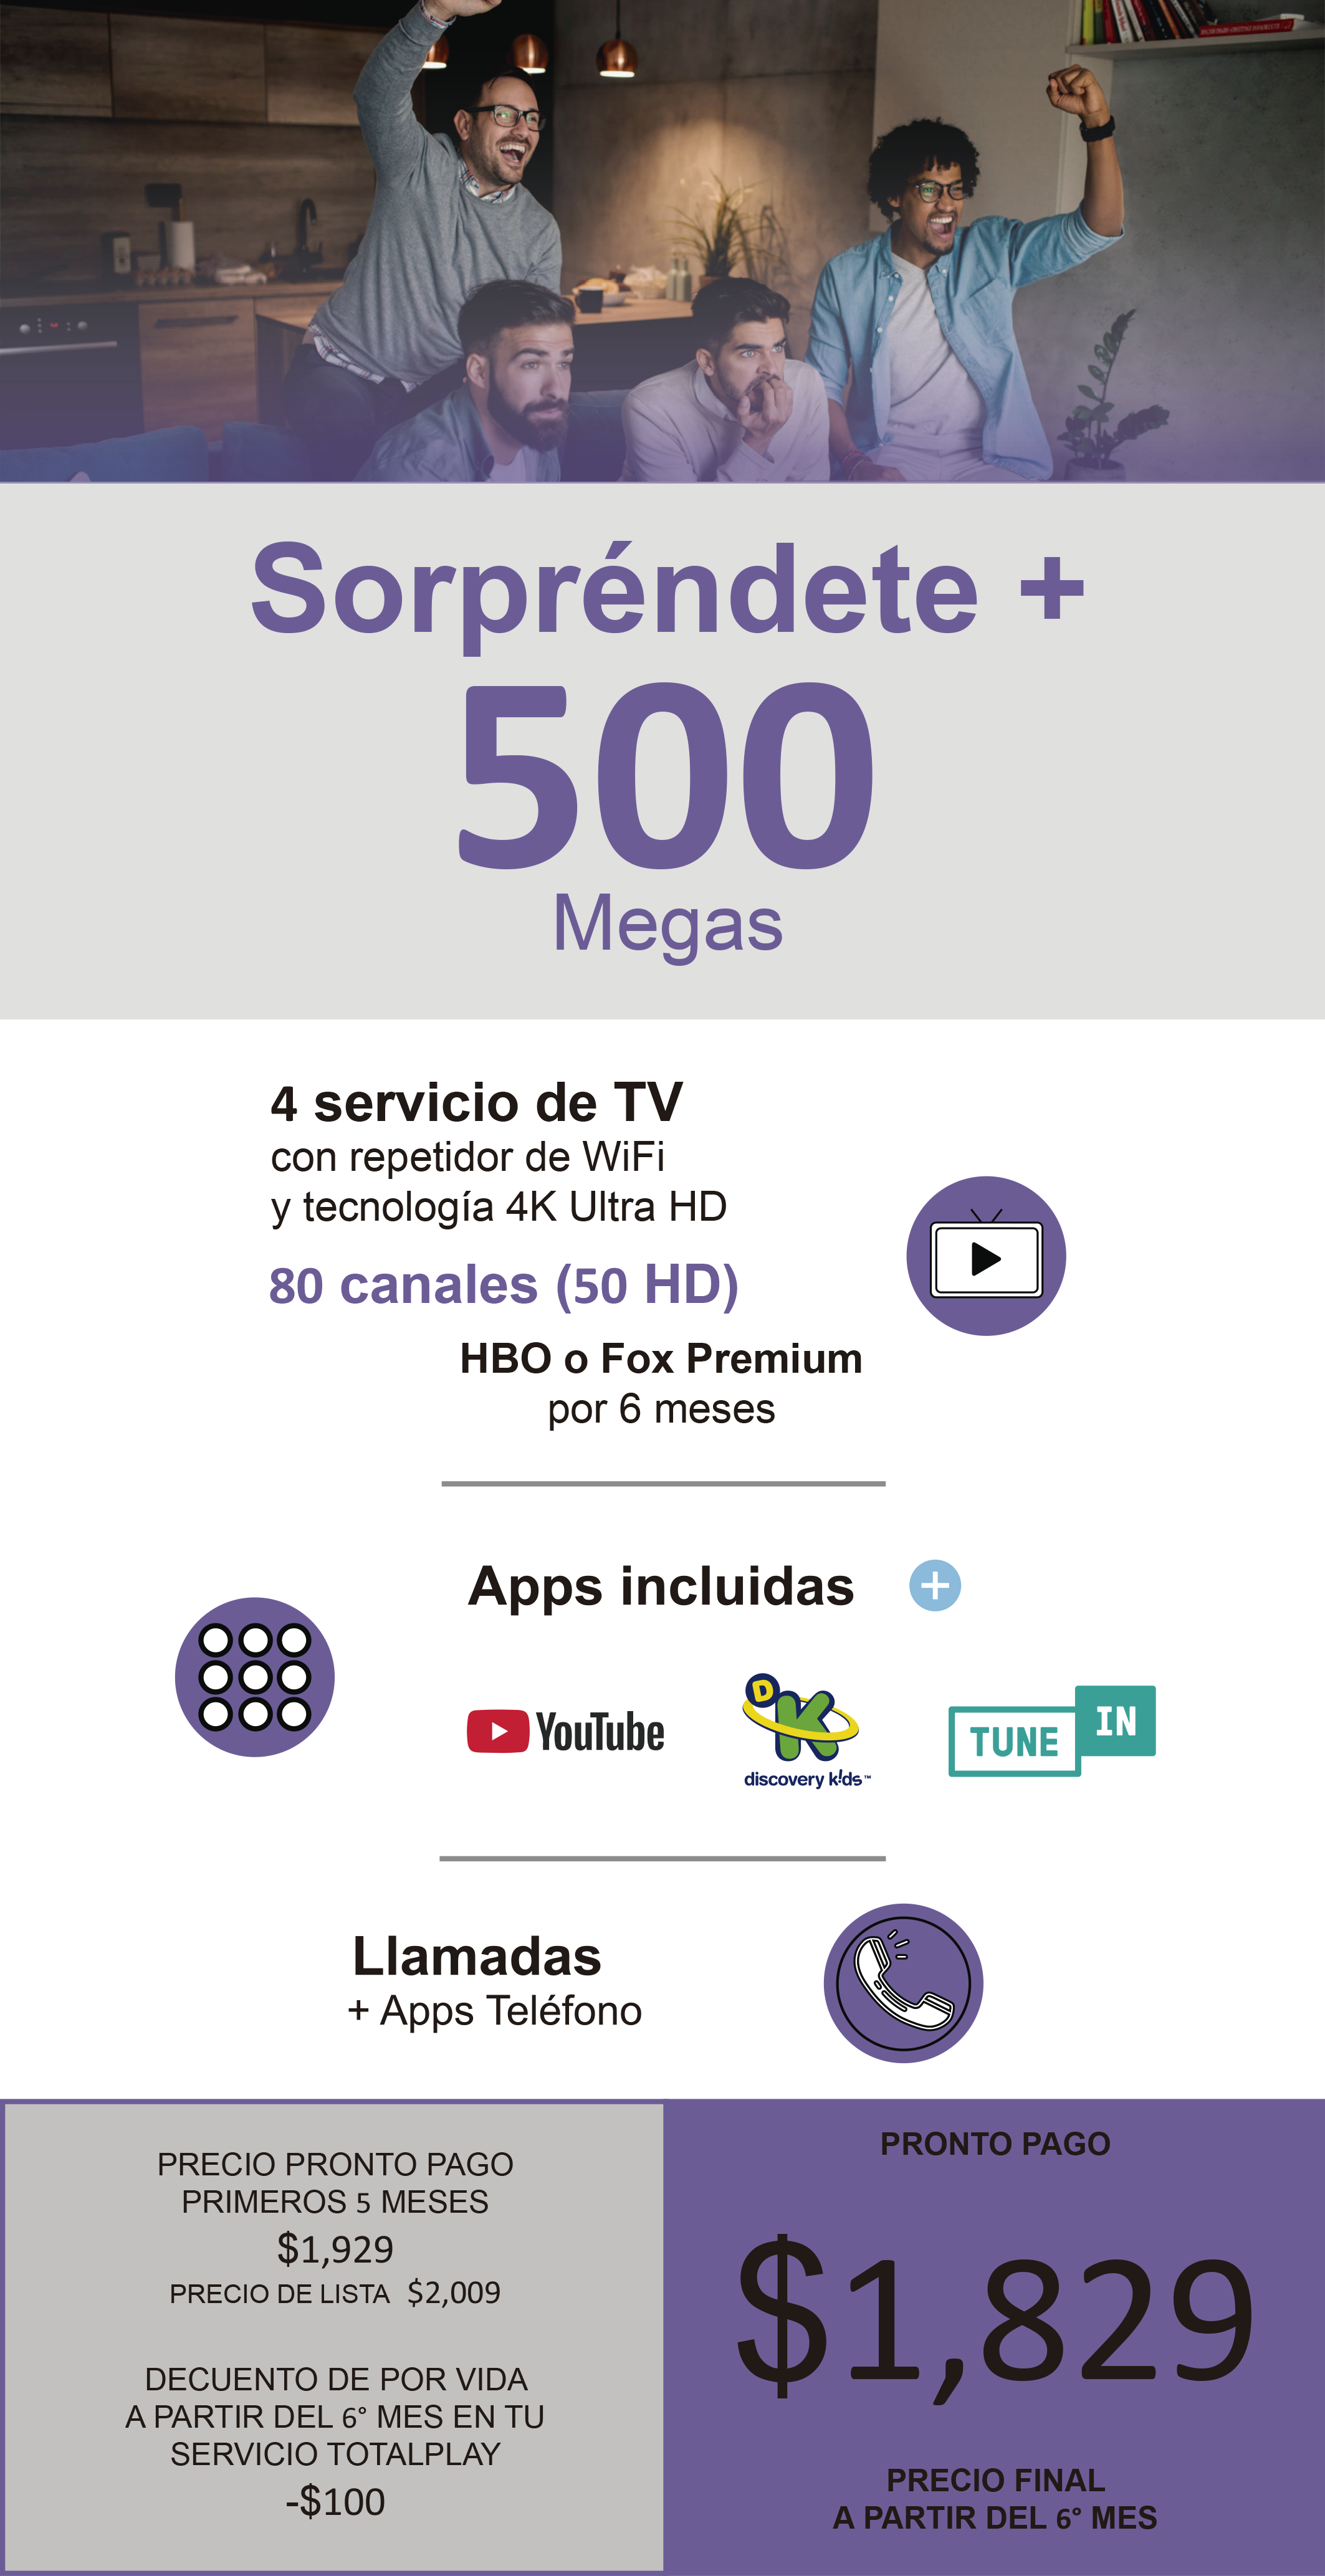 Sorpréndete +
500
Megas
4 servicio de TV
con repetidor de WiFi
y tecnología 4K Ultra HD
80 canales (50 HD)
HBO o Fox Premium
por 6 meses
Apps incluidas +
YouTube
D K
discovery k!ds™
TUNE IN
Llamadas
+ Apps Teléfono
PRECIO PRONTO PAGO
PRIMEROS 5 MESES
$1,929
PRECIO DE LISTA $2,009
DECUENTO DE POR VIDA
A PARTIR DEL 6° MES EN TU
SERVICIO TOTALPLAY
-$100
PRONTO PAGO
$1,829
PRECIO FINAL
A PARTIR DEL 6° MES